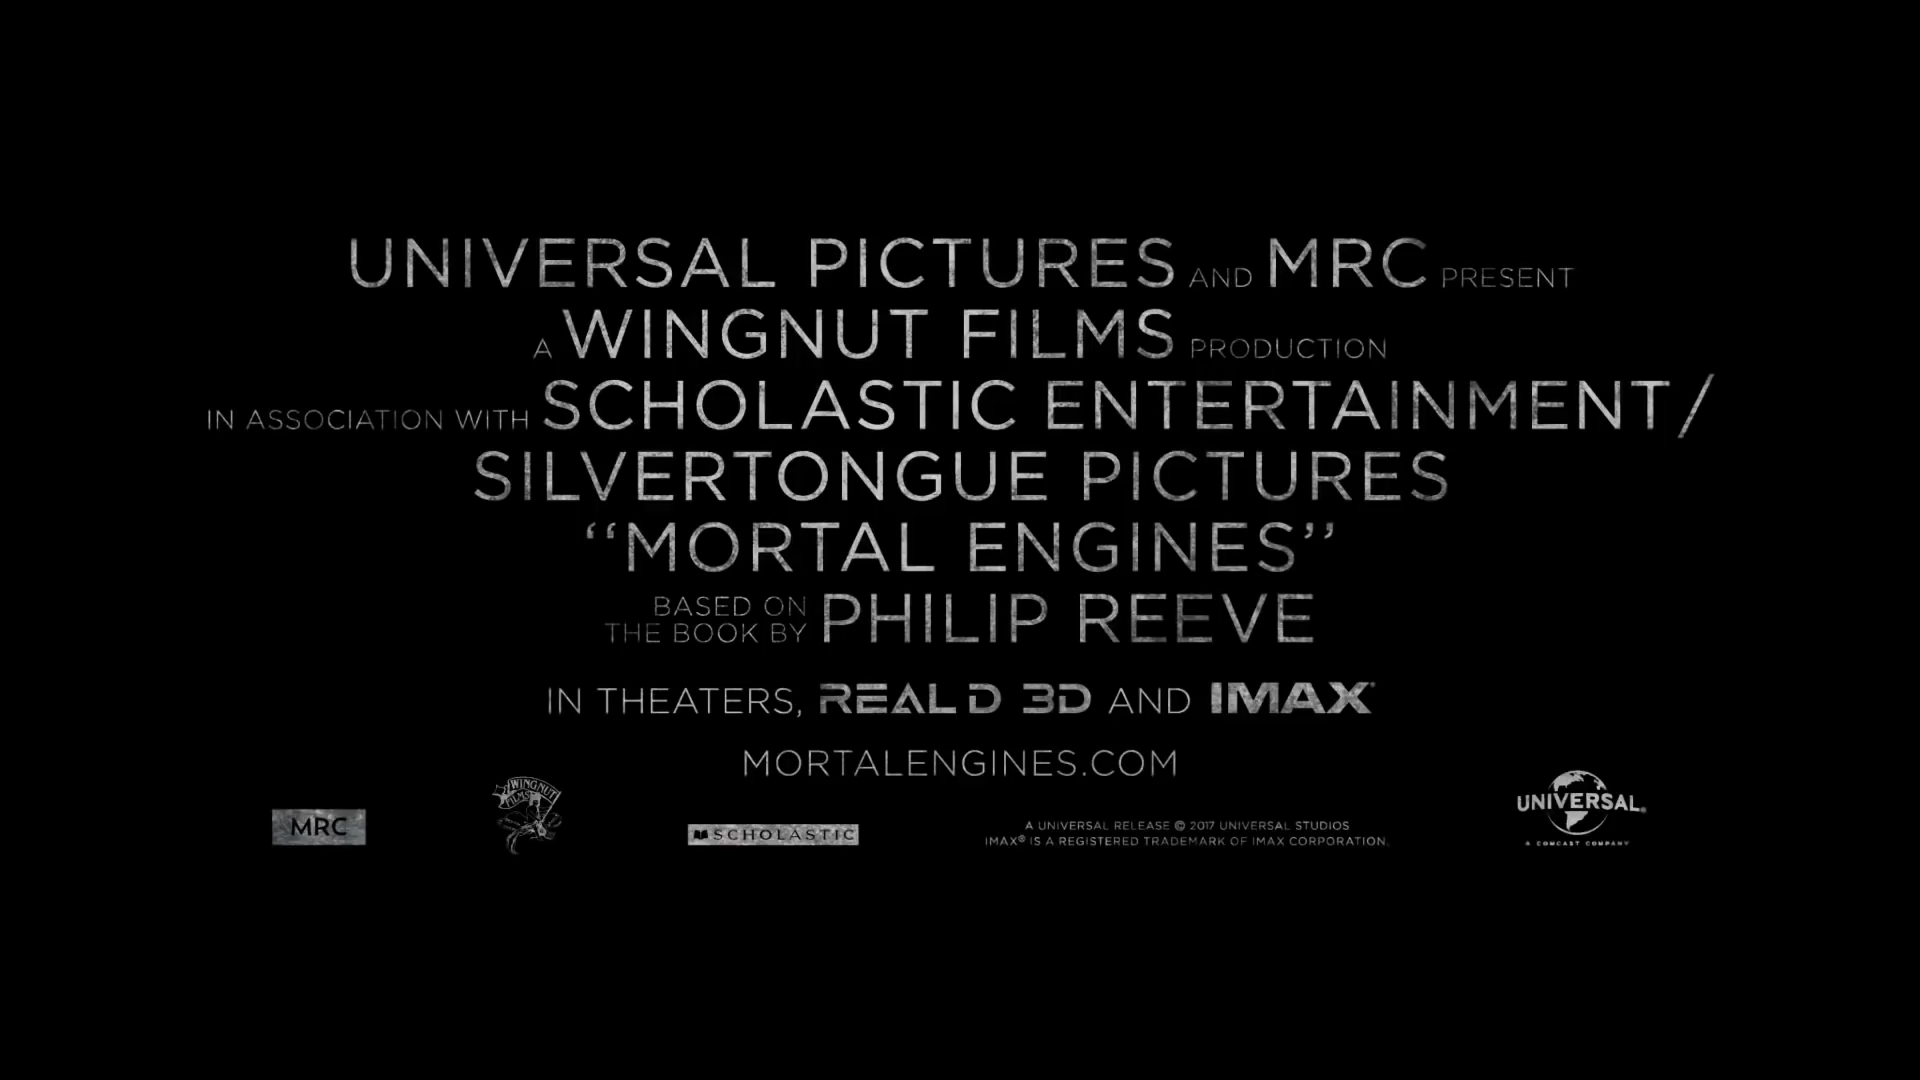 UNIVERSAL PICTURES AND MRC PRESENT
A WINGNUT FILMS PRODUCTION
IN ASSOCIATION WITH SCHOLASTIC ENTERTAINMENT/
SILVERTONGUE PICTURES
“MORTAL ENGINES”
BASED ON
THE BOOK BY PHILIP REEVE
IN THEATERS, REAL D 3D AND IMAX®
MORTALENGINES.COM
MRC
WINGNUT
FILMS
SCHOLASTIC
A UNIVERSAL RELEASE © 2017 UNIVERSAL STUDIOS
IMAX® IS A REGISTERED TRADEMARK OF IMAX CORPORATION.
UNIVERSAL®
A COMCAST COMPANY